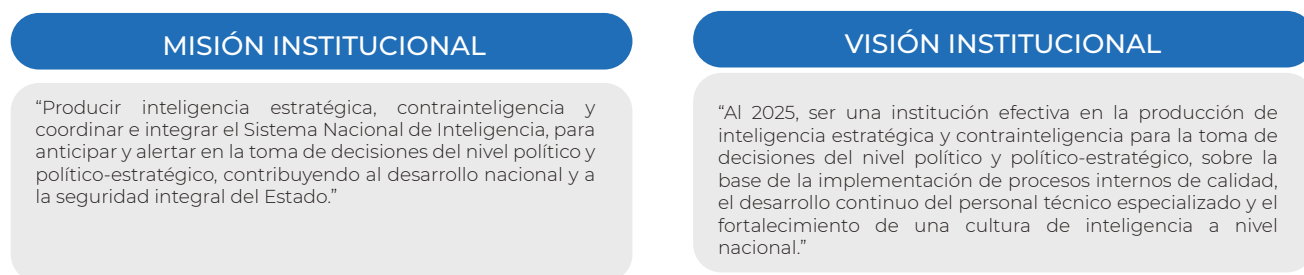 MISIÓN INSTITUCIONAL
“Producir inteligencia estratégica, contrainteligencia y
coordinar e integrar el Sistema Nacional de Inteligencia, para
anticipar y alertar en la toma de decisiones del nivel político y
político-estratégico, contribuyendo al desarrollo nacional y a
la seguridad integral del Estado.”
VISIÓN INSTITUCIONAL
“Al 2025, ser una institución efectiva en la producción de
inteligencia estratégica y contrainteligencia para la toma de
decisiones del nivel político y político-estratégico, sobre la
base de la implementación de procesos internos de calidad,
el desarrollo continuo del personal técnico especializado y el
fortalecimiento de una cultura de inteligencia a nivel
nacional.”